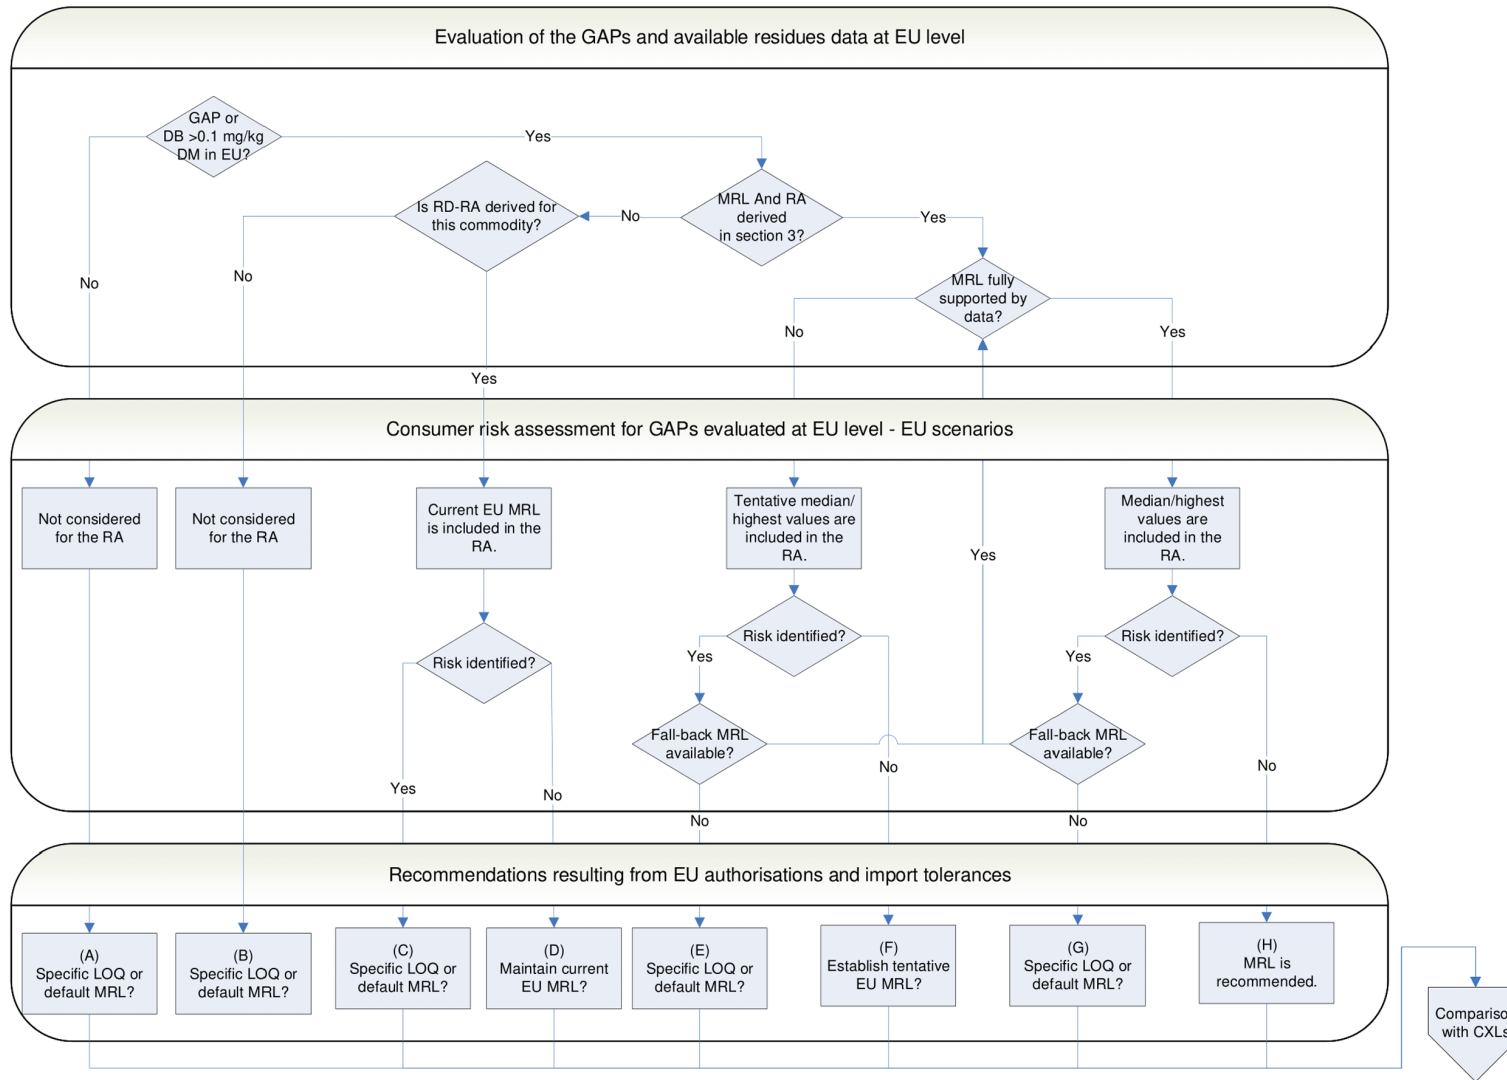 Evaluation of the GAPs and available residues data at EU level
GAP or
DB >0.1 mg/kg
DM in EU?
Yes
Is RD-RA derived for
this commodity?
No
MRL And RA
derived
in section 3?
Yes
No
No
MRL fully
supported by
data?
No
Yes
Yes
Consumer risk assessment for GAPs evaluated at EU level - EU scenarios
Not considered
for the RA
Not considered
for the RA
Current EU MRL
is included in the
RA.
Tentative median/
highest values are
included in the
RA.
Yes
Median/highest
values are
included in the
RA.
Risk identified?
Risk identified?
Risk identified?
Yes
Yes
Fall-back MRL
available?
Fall-back MRL
available?
Yes
No
No
No
No
No
Recommendations resulting from EU authorisations and import tolerances
(A)
Specific LOQ or
default MRL?
(B)
Specific LOQ or
default MRL?
(C)
Specific LOQ or
default MRL?
(D)
Maintain current
EU MRL?
(E)
Specific LOQ or
default MRL?
(F)
Establish tentative
EU MRL?
(G)
Specific LOQ or
default MRL?
(H)
MRL is
recommended.
Compariso
with CXLs